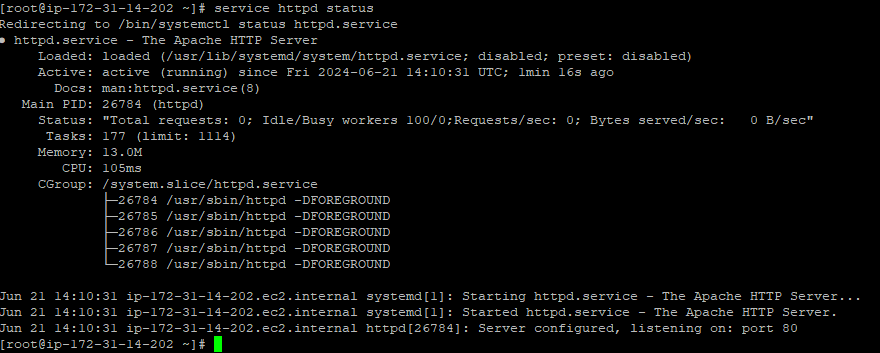 [root@ip-172-31-14-202 ~]# service httpd status
Redirecting to /bin/systemctl status httpd.service
● httpd.service - The Apache HTTP Server
     Loaded: loaded (/usr/lib/systemd/system/httpd.service; disabled; preset: disabled)
     Active: active (running) since Fri 2024-06-21 14:10:31 UTC; 1min 16s ago
       Docs: man:httpd.service(8)
   Main PID: 26784 (httpd)
     Status: "Total requests: 0; Idle/Busy workers 100/0;Requests/sec: 0; Bytes served/sec:   0 B/sec"
      Tasks: 177 (limit: 1114)
     Memory: 13.0M
        CPU: 105ms
     CGroup: /system.slice/httpd.service
             ├─26784 /usr/sbin/httpd -DFOREGROUND
             ├─26785 /usr/sbin/httpd -DFOREGROUND
             ├─26786 /usr/sbin/httpd -DFOREGROUND
             ├─26787 /usr/sbin/httpd -DFOREGROUND
             └─26788 /usr/sbin/httpd -DFOREGROUND

Jun 21 14:10:31 ip-172-31-14-202.ec2.internal systemd[1]: Starting httpd.service - The Apache HTTP Server...
Jun 21 14:10:31 ip-172-31-14-202.ec2.internal systemd[1]: Started httpd.service - The Apache HTTP Server.
Jun 21 14:10:31 ip-172-31-14-202.ec2.internal httpd[26784]: Server configured, listening on: port 80
[root@ip-172-31-14-202 ~]#